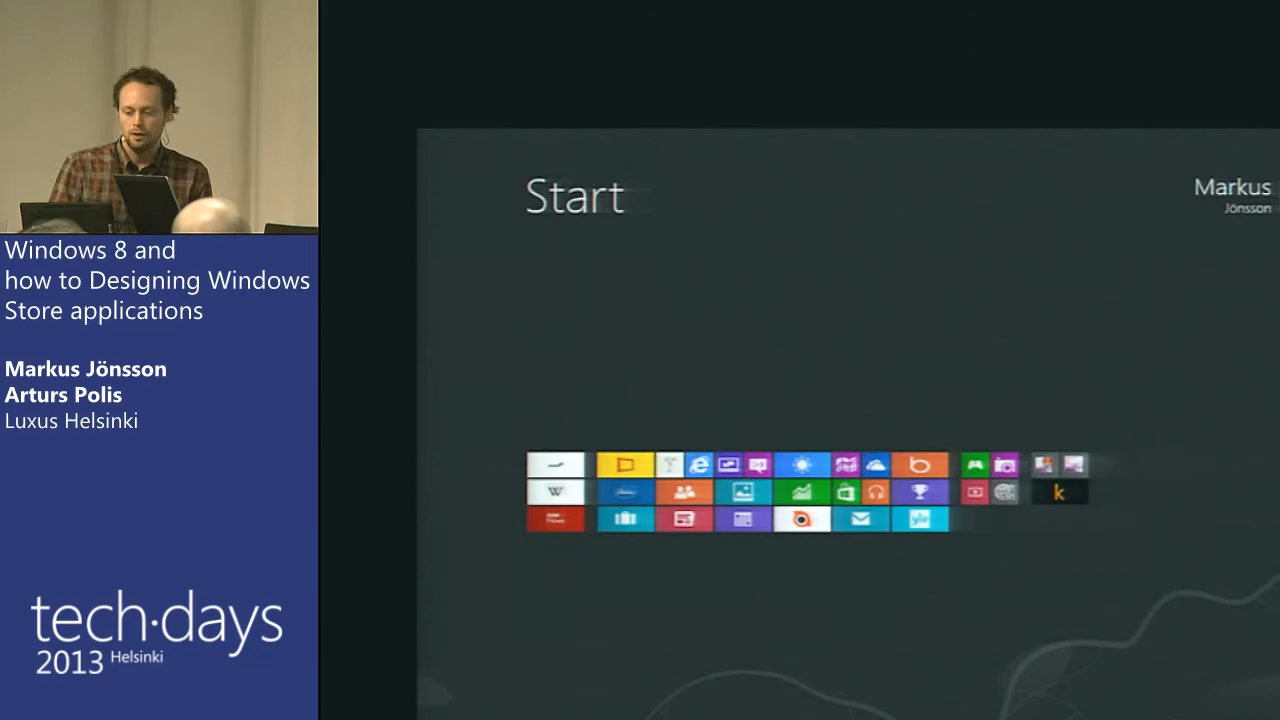 Windows 8 and
how to Designing Windows
Store applications
Markus Jönsson
Arturs Polis
Luxus Helsinki
tech·days
2013 Helsinki
Start
Markus
Jönsson
W
k